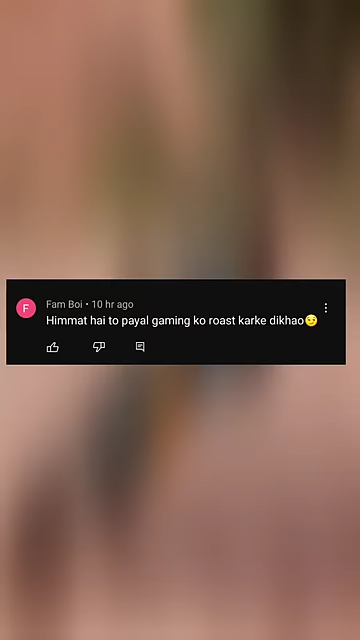 F
Fam Boi • 10 hr ago
Himmat hai to payal gaming ko roast karke dikhao😏